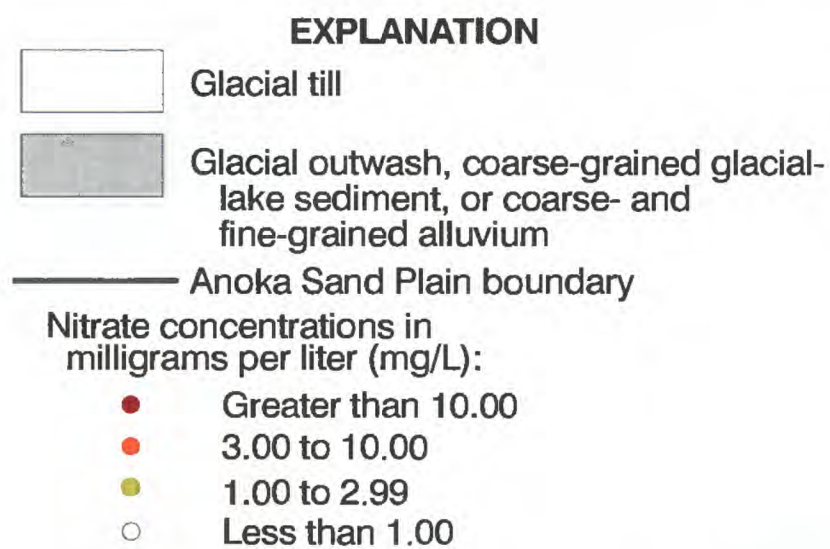 EXPLANATION
Glacial till
Glacial outwash, coarse-grained glacial-
lake sediment, or coarse- and
fine-grained alluvium
Anoka Sand Plain boundary
Nitrate concentrations in
milligrams per liter (mg/L):
Greater than 10.00
3.00 to 10.00
1.00 to 2.99
Less than 1.00